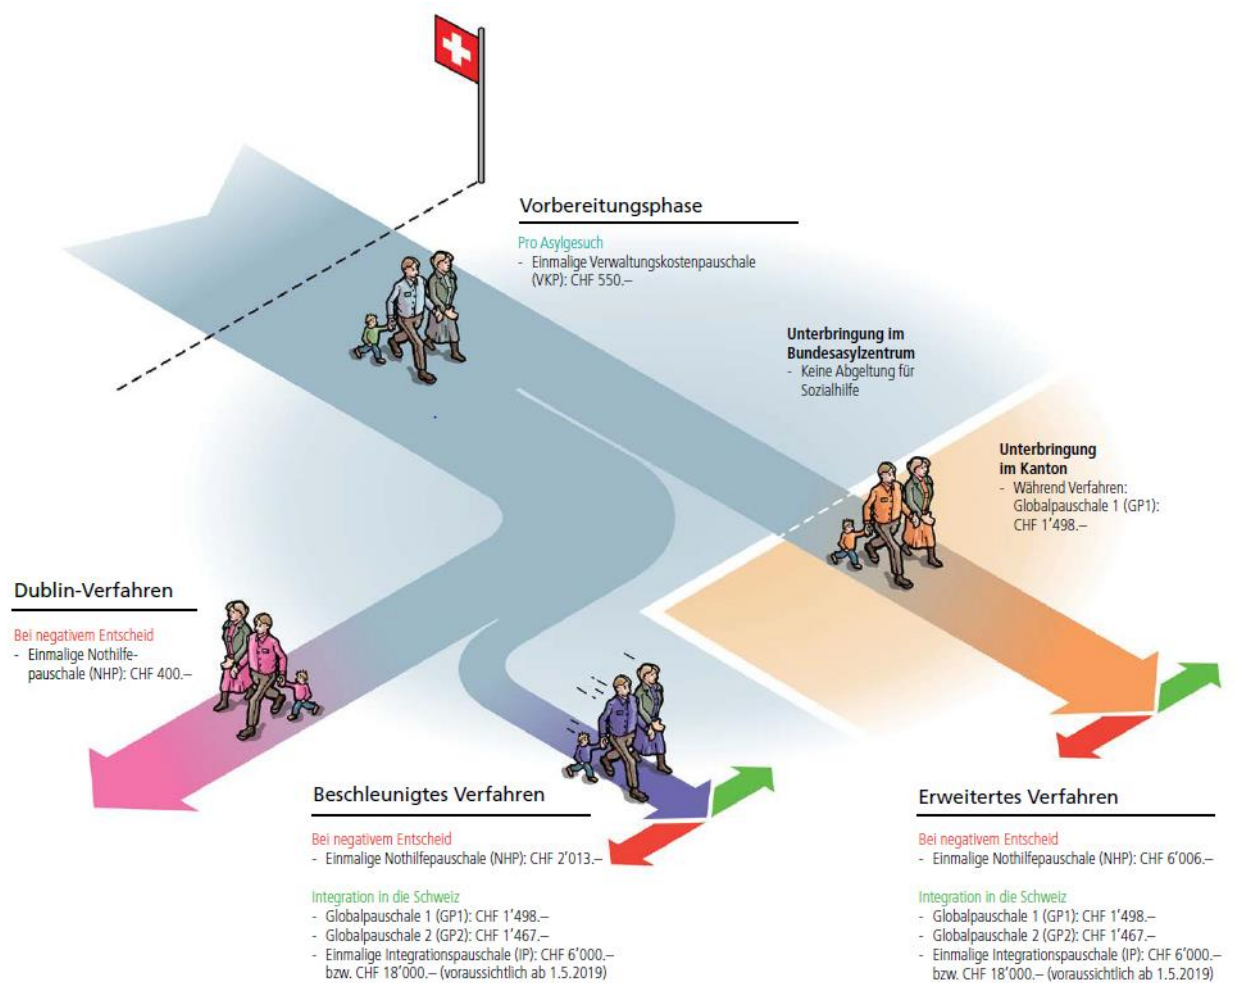 Vorbereitungsphase
Pro Asylgesuch
- Einmalige Verwaltungskostenpauschale
(VKP): CHF 550.–
Unterbringung im
Bundesasylzentrum
- Keine Abgeltung für
Sozialhilfe
Unterbringung
im Kanton
- Während Verfahren:
Globalpauschale 1 (GP1):
CHF 1’498.–
Dublin-Verfahren
Bei negativem Entscheid
- Einmalige Nothilfe-
pauschale (NHP): CHF 400.–
Beschleunigtes Verfahren
Bei negativem Entscheid
- Einmalige Nothilfepauschale (NHP): CHF 2’013.–
Integration in die Schweiz
- Globalpauschale 1 (GP1): CHF 1’498.–
- Globalpauschale 2 (GP2): CHF 1’467.–
- Einmalige Integrationspauschale (IP): CHF 6’000.–
bzw. CHF 18’000.– (voraussichtlich ab 1.5.2019)
Erweitertes Verfahren
Bei negativem Entscheid
- Einmalige Nothilfepauschale (NHP): CHF 6’006.–
Integration in die Schweiz
- Globalpauschale 1 (GP1): CHF 1’498.–
- Globalpauschale 2 (GP2): CHF 1’467.–
- Einmalige Integrationspauschale (IP): CHF 6’000.–
bzw. CHF 18’000.– (voraussichtlich ab 1.5.2019)